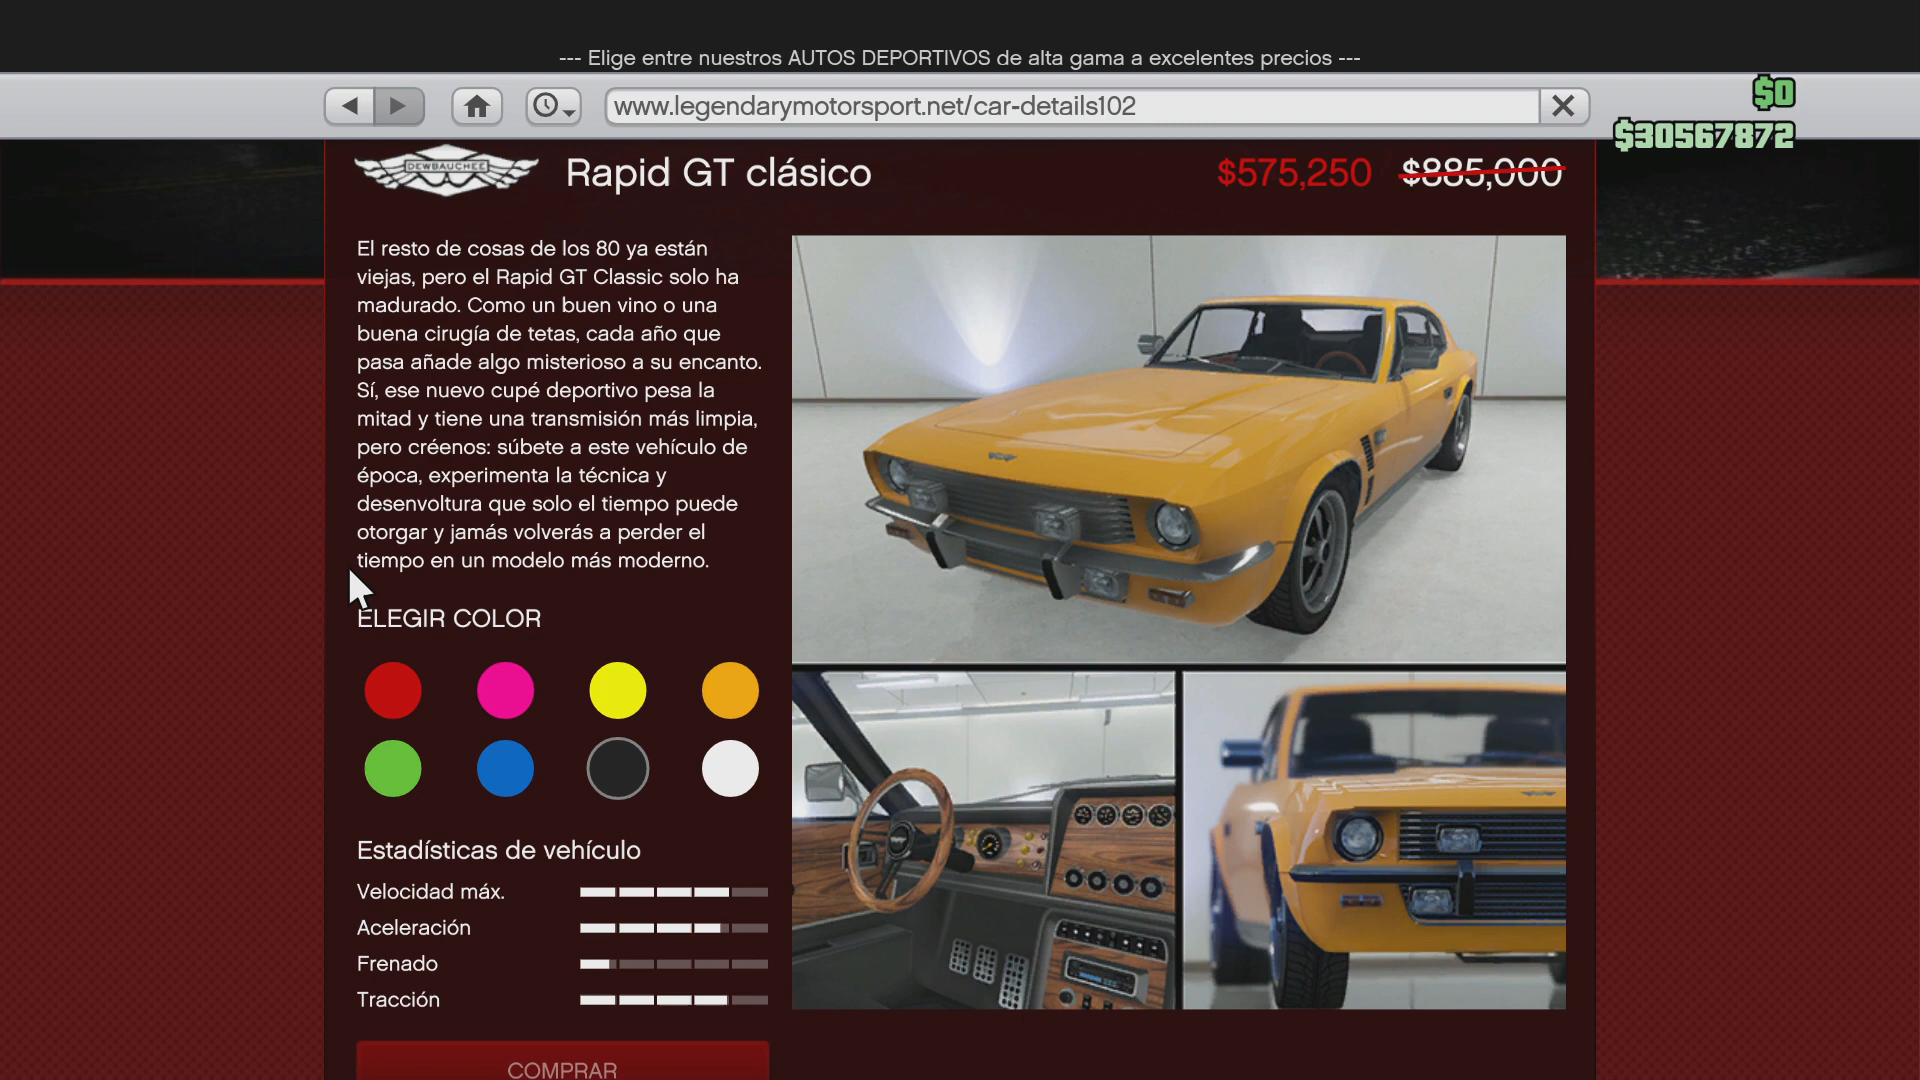 --- Elige entre nuestros AUTOS DEPORTIVOS de alta gama a excelentes precios ---
www.legendarymotorsport.net/car-details102
$0
$30567872
DEWBAUCHEE
Rapid GT clásico
$575,250
$885,000
El resto de cosas de los 80 ya están
viejas, pero el Rapid GT Classic solo ha
madurado. Como un buen vino o una
buena cirugía de tetas, cada año que
pasa añade algo misterioso a su encanto.
Sí, ese nuevo cupé deportivo pesa la
mitad y tiene una transmisión más limpia,
pero créenos: súbete a este vehículo de
época, experimenta la técnica y
desenvoltura que solo el tiempo puede
otorgar y jamás volverás a perder el
tiempo en un modelo más moderno.
ELEGIR COLOR
Estadísticas de vehículo
Velocidad máx.
Aceleración
Frenado
Tracción
COMPRAR